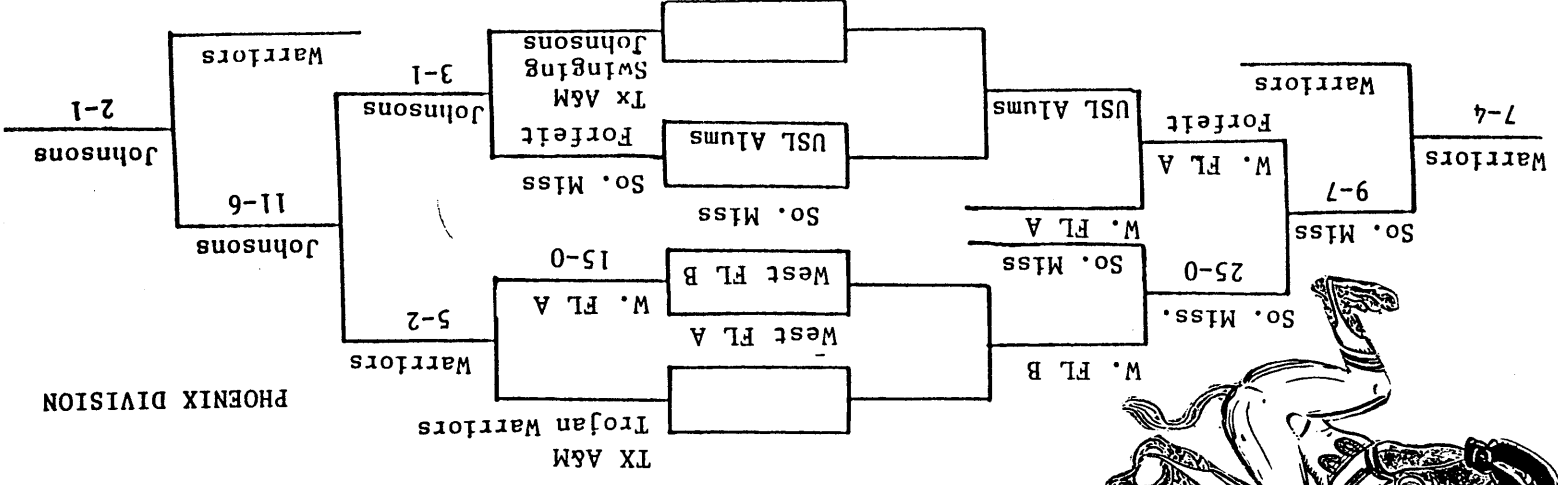 TX A&M
Trojan Warriors
PHOENIX DIVISION
W. FL B
Warriors
West FL A
So. Miss.
5-2
W. FL A
25-0
West FL B
So. Miss
15-0
So. Miss
W. FL A
Johnsons
So. Miss
9-7
11-6
So. Miss
Warriors
W. FL A
Johnsons
USL Alums
Forfeit
7-4
Forfeit
USL Alums
Johnsons
2-1
Tx A&M
Swinging
Johnsons
Warriors
3-1
Warriors